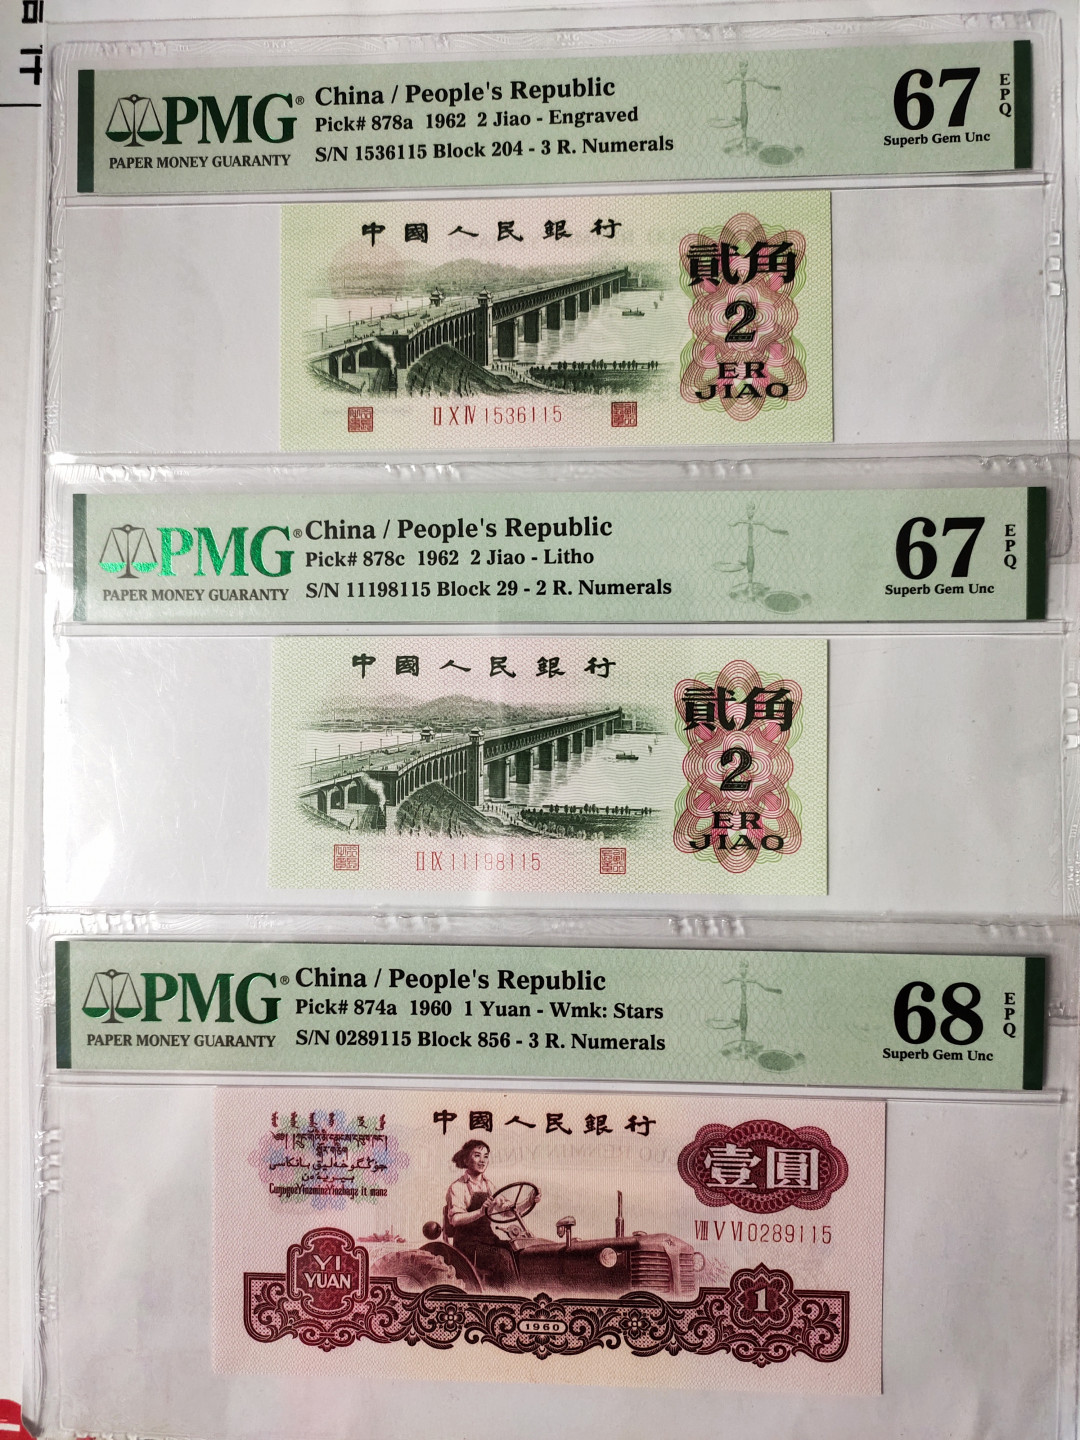 PMG®
PAPER MONEY GUARANTY
China / People's Republic
Pick# 878a 1962 2 Jiao - Engraved
S/N 1536115 Block 204 - 3 R. Numerals
67
EPQ
Superb Gem Unc
中國人民銀行
貳角
2
ER
JIAO
II X IV 1536115
PMG®
PAPER MONEY GUARANTY
China / People's Republic
Pick# 878c 1962 2 Jiao - Litho
S/N 11198115 Block 29 - 2 R. Numerals
67
EPQ
Superb Gem Unc
中國人民銀行
貳角
2
ER
JIAO
II IX 11198115
PMG®
PAPER MONEY GUARANTY
China / People's Republic
Pick# 874a 1960 1 Yuan - Wmk: Stars
S/N 0289115 Block 856 - 3 R. Numerals
68
EPQ
Superb Gem Unc
中國人民銀行
壹圓
VIII V VI 0289115
YI
YUAN
1
1960